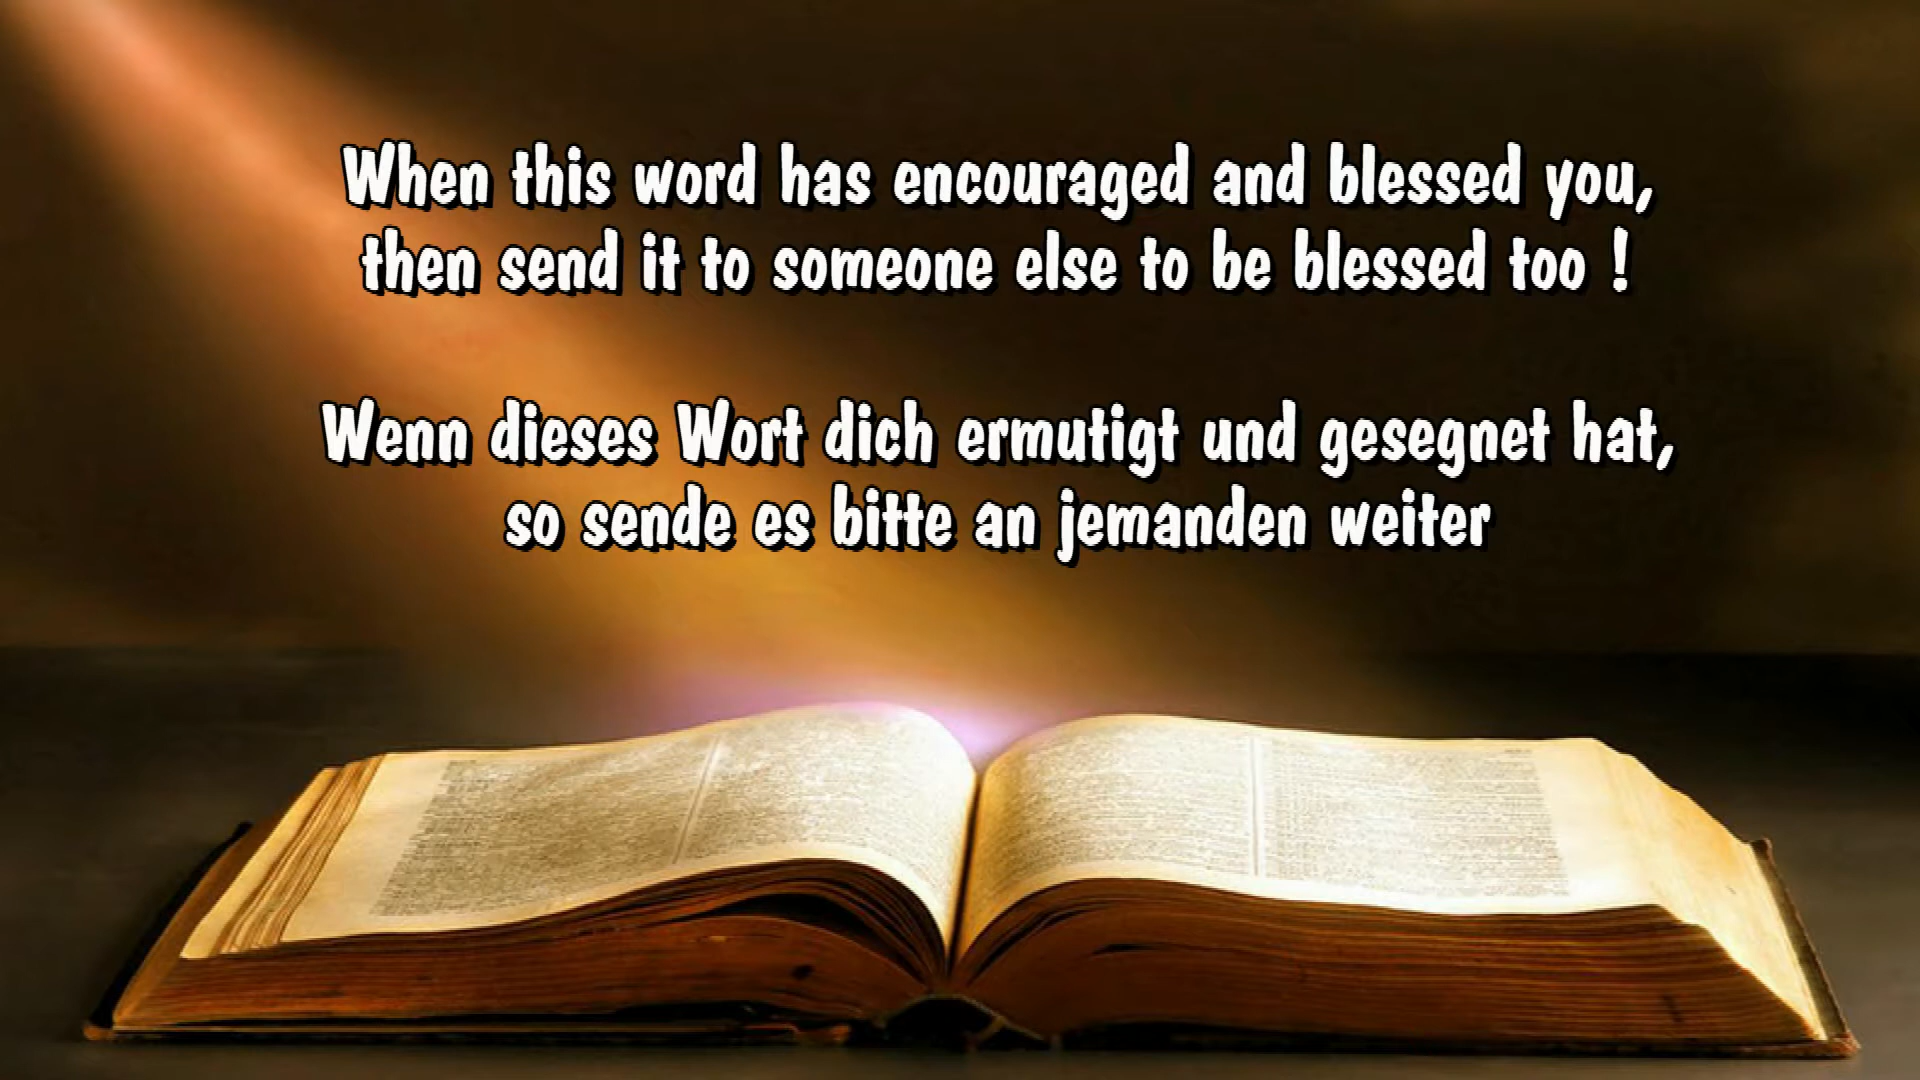 When this word has encouraged and blessed you,
then send it to someone else to be blessed too !
Wenn dieses Wort dich ermutigt und gesegnet hat,
so sende es bitte an jemanden weiter